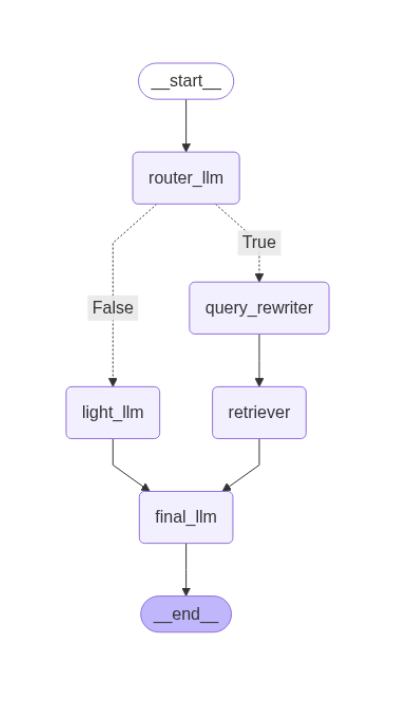 __start__
router_llm
True
query_rewriter
False
light_llm
retriever
final_llm
__end__